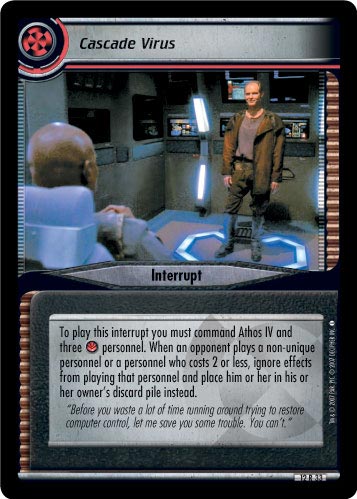 Cascade Virus
Interrupt
To play this interrupt you must command Athos IV and
three personnel. When an opponent plays a non-unique
personnel or a personnel who costs 2 or less, ignore effects
from playing that personnel and place him or her in his or
her owner's discard pile instead.
"Before you waste a lot of time running around trying to restore
computer control, let me save you some trouble. You can't."
12 R 33